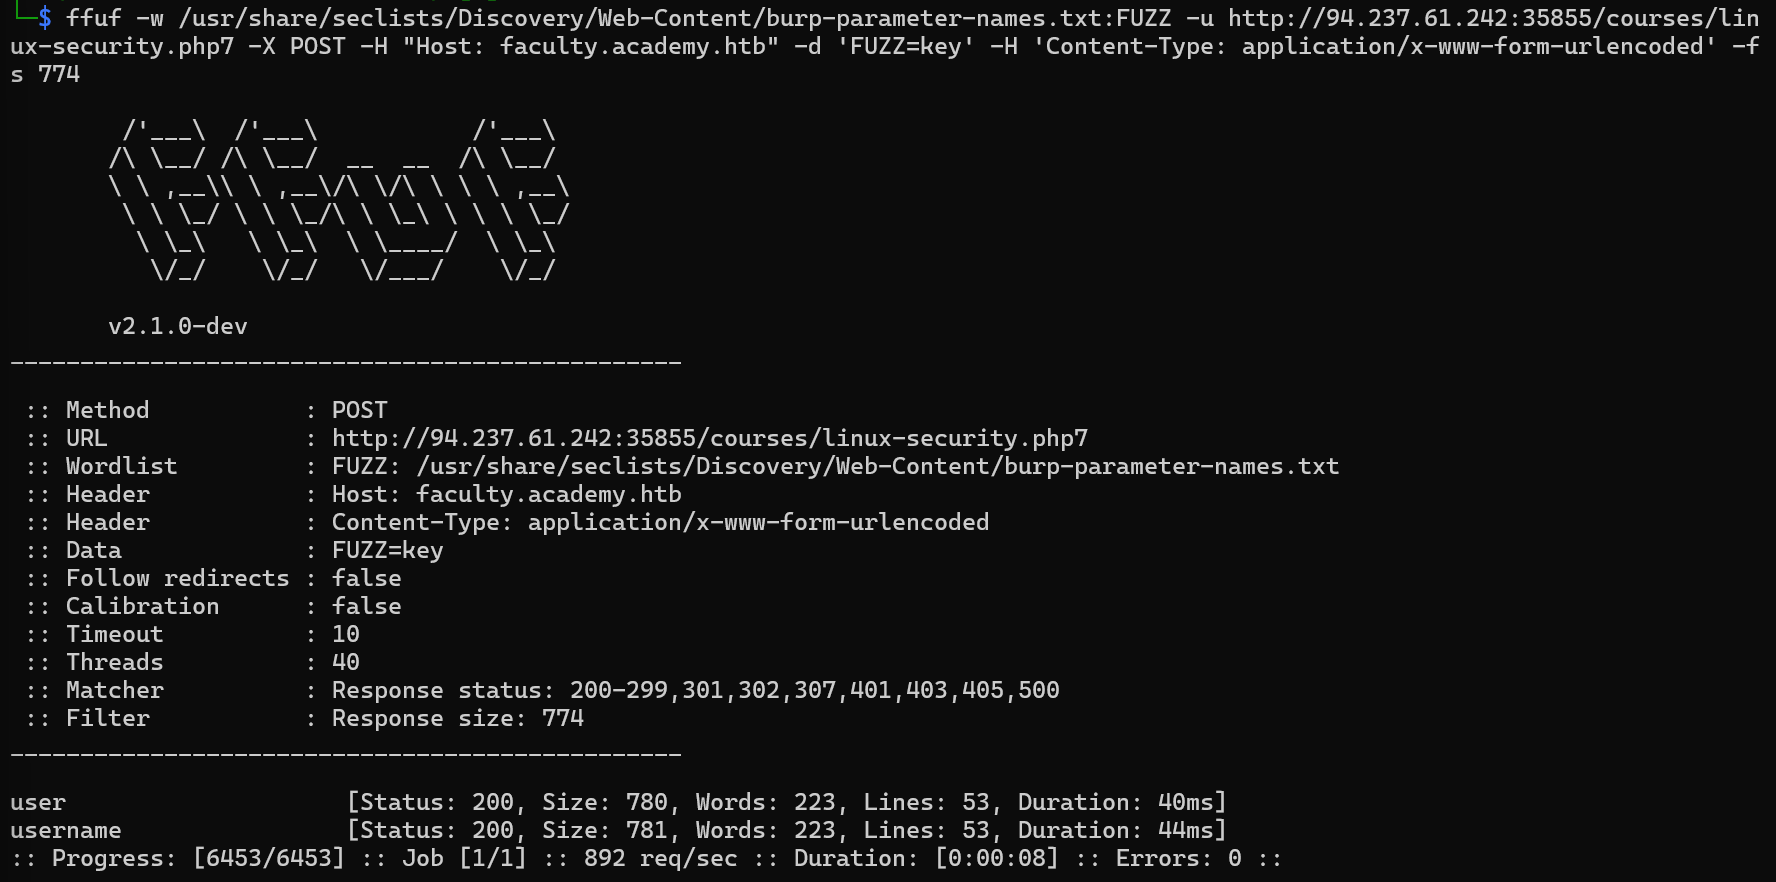 └─$ ffuf -w /usr/share/seclists/Discovery/Web-Content/burp-parameter-names.txt:FUZZ -u http://94.237.61.242:35855/courses/lin
ux-security.php7 -X POST -H "Host: faculty.academy.htb" -d 'FUZZ=key' -H 'Content-Type: application/x-www-form-urlencoded' -f
s 774

        /'___\  /'___\           /'___\
       /\ \__/ /\ \__/  __  __  /\ \__/
       \ \ ,__\\ \ ,__\/\ \/\ \ \ \ ,__\
        \ \ \_/ \ \ \_/\ \ \_\ \ \ \ \_/
         \ \_\   \ \_\  \ \____/  \ \_\
          \/_/    \/_/   \/___/    \/_/

       v2.1.0-dev
________________________________________________

 :: Method           : POST
 :: URL              : http://94.237.61.242:35855/courses/linux-security.php7
 :: Wordlist         : FUZZ: /usr/share/seclists/Discovery/Web-Content/burp-parameter-names.txt
 :: Header           : Host: faculty.academy.htb
 :: Header           : Content-Type: application/x-www-form-urlencoded
 :: Data             : FUZZ=key
 :: Follow redirects : false
 :: Calibration      : false
 :: Timeout          : 10
 :: Threads          : 40
 :: Matcher          : Response status: 200-299,301,302,307,401,403,405,500
 :: Filter           : Response size: 774
________________________________________________

user                    [Status: 200, Size: 780, Words: 223, Lines: 53, Duration: 40ms]
username                [Status: 200, Size: 781, Words: 223, Lines: 53, Duration: 44ms]
:: Progress: [6453/6453] :: Job [1/1] :: 892 req/sec :: Duration: [0:00:08] :: Errors: 0 ::